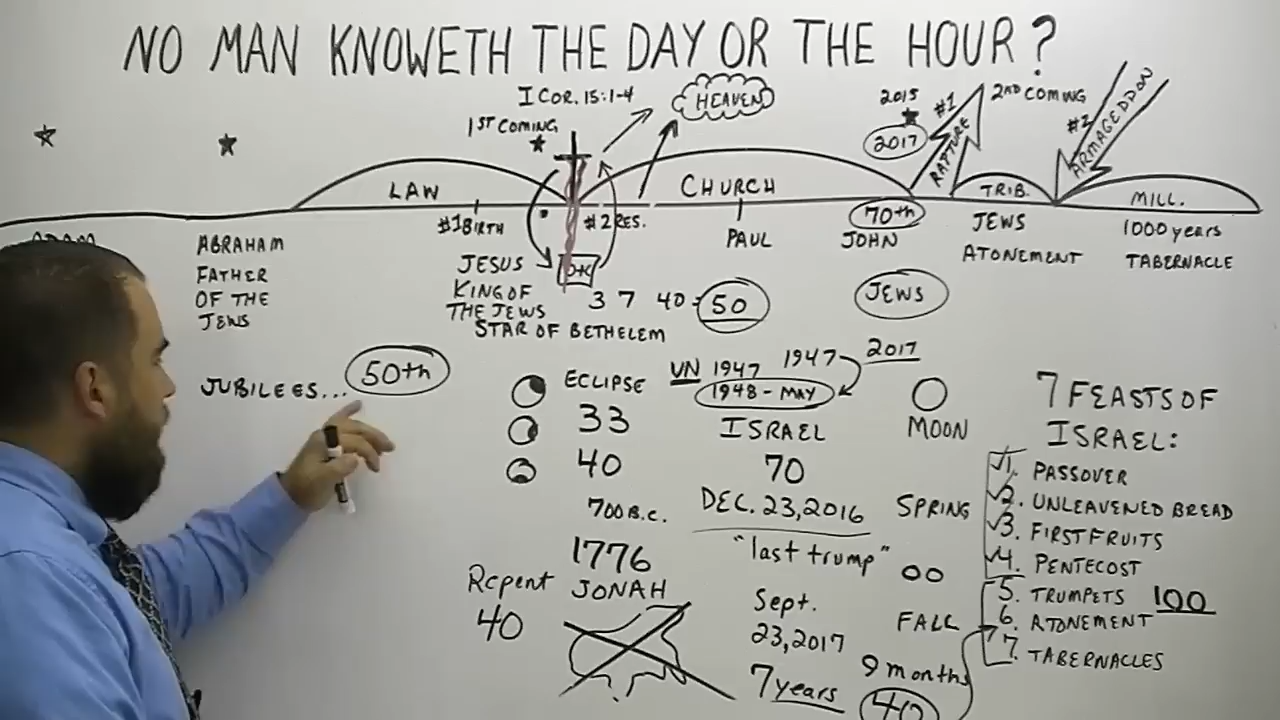 NO MAN KNOWETH THE DAY OR THE HOUR?
I COR. 15:1-4
HEAVEN
1ST COMING
2015
2017
#1
RAPTURE
2ND COMING
#2
ARMAGEDDON
LAW
CHURCH
TRIB.
MILL.
#1 BIRTH
#2 RES.
70th
ADAM
ABRAHAM
FATHER
OF THE
JEWS
JESUS
KING OF
THE JEWS
STAR OF BETHELEM
PAUL
JOHN
JEWS
ATONEMENT
1000 years
TABERNACLE
3 7 40 = 50
JEWS
JUBILEES... 50th
ECLIPSE
33
40
700 B.C.
1776
JONAH
Repent
40
UN 1947 1947 2017
1948 - MAY
ISRAEL
70
DEC. 23, 2016
"last trump"
Sept.
23, 2017
7 years
MOON
SPRING
FALL
9 months
40
7 FEASTS OF
ISRAEL:
1. PASSOVER
2. UNLEAVENED BREAD
3. FIRST FRUITS
4. PENTECOST
5. TRUMPETS 100
6. ATONEMENT
7. TABERNACLES